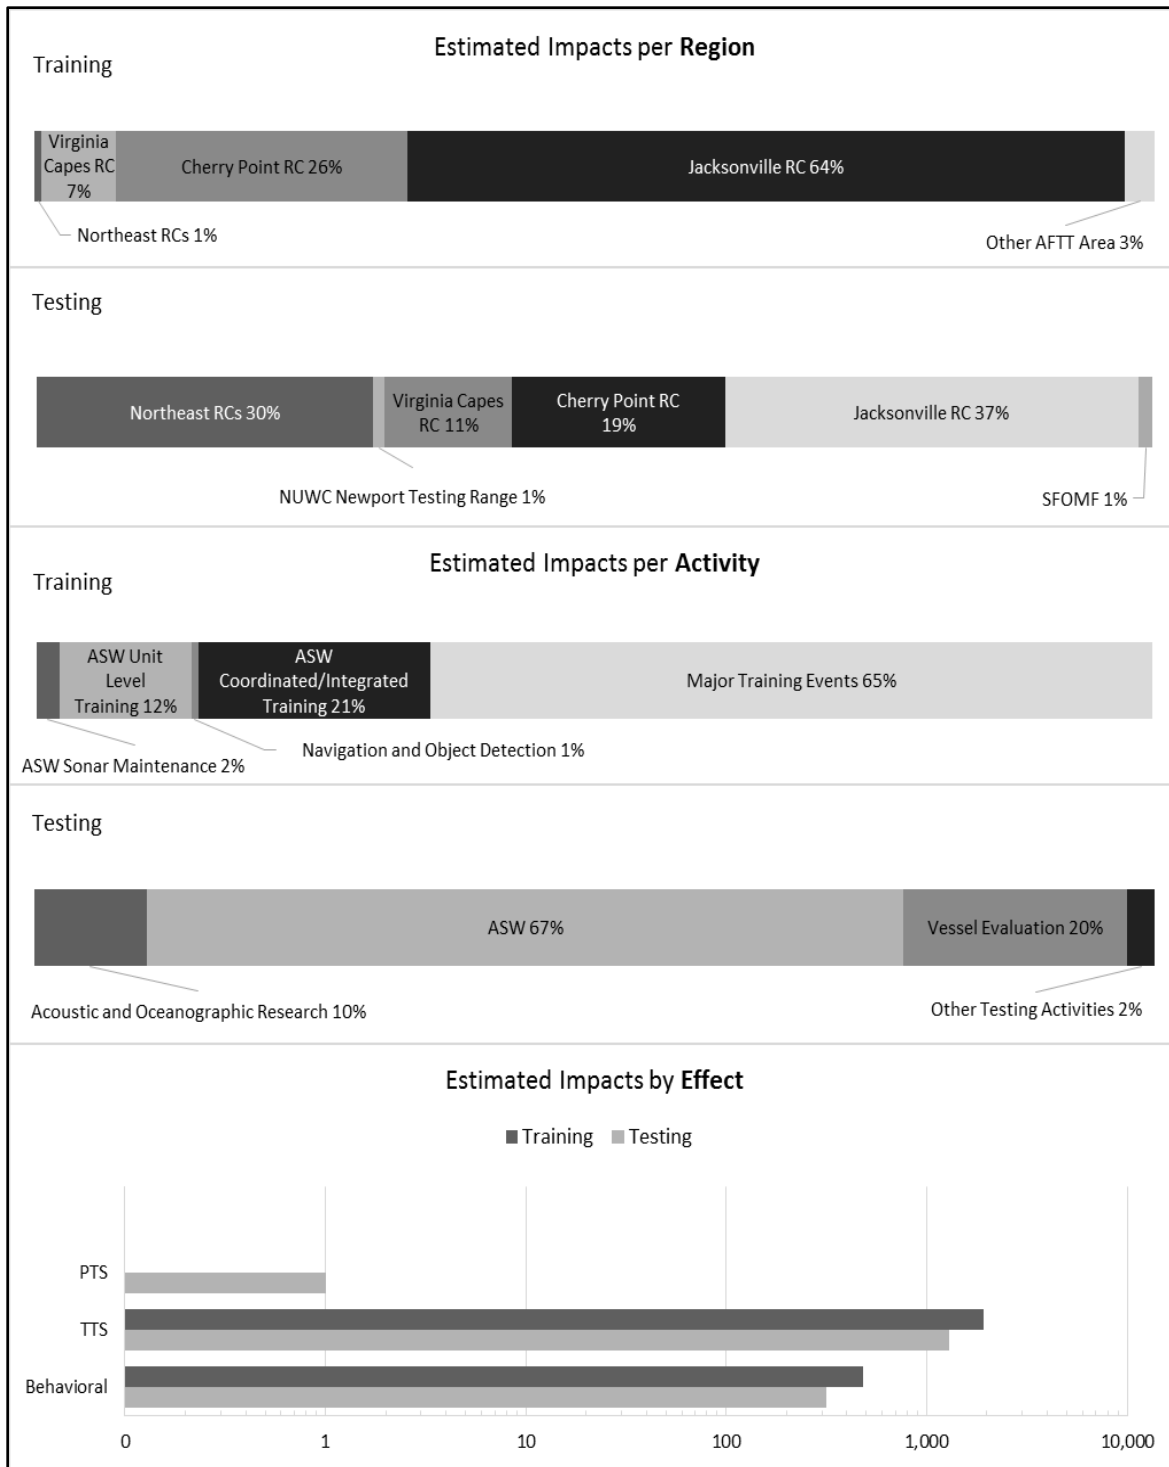 Estimated Impacts per Region
Training
Virginia
Capes RC
7%
Cherry Point RC 26%
Jacksonville RC 64%
Northeast RCs 1%
Other AFTT Area 3%
Testing
Northeast RCs 30%
Virginia Capes
RC 11%
Cherry Point RC
19%
Jacksonville RC 37%
NUWC Newport Testing Range 1%
SFOMF 1%
Estimated Impacts per Activity
Training
ASW Unit
Level
Training 12%
ASW
Coordinated/Integrated
Training 21%
Major Training Events 65%
Navigation and Object Detection 1%
ASW Sonar Maintenance 2%
Testing
ASW 67%
Vessel Evaluation 20%
Acoustic and Oceanographic Research 10%
Other Testing Activities 2%
Estimated Impacts by Effect
Training Testing
PTS
TTS
Behavioral
0 1 10 100 1,000 10,000